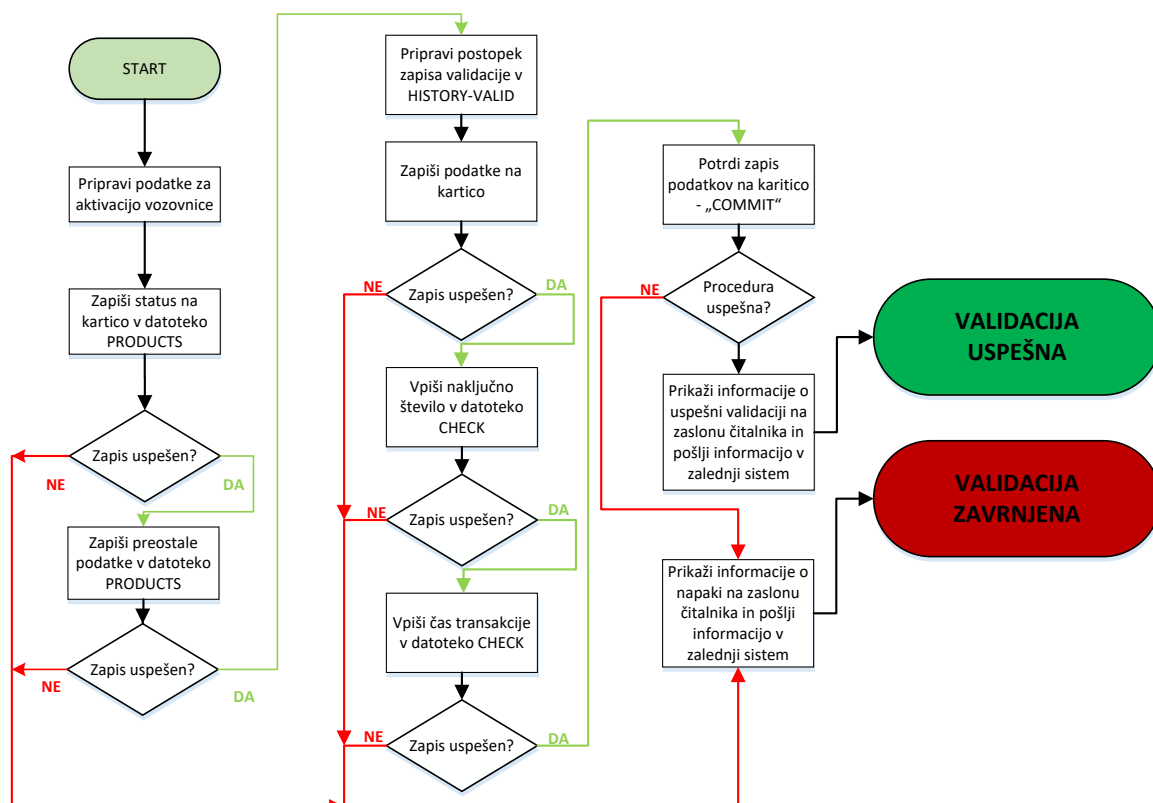 START
Pripravi podatke za
aktivacijo vozovnice
Zapiši status na
kartico v datoteko
PRODUCTS
Zapis uspešen?
NE
DA
Zapiši preostale
podatke v datoteko
PRODUCTS
Zapis uspešen?
NE
DA
Pripravi postopek
zapisa validacije v
HISTORY-VALID
Zapiši podatke na
kartico
NE
DA
Zapis uspešen?
Vpiši naključno
število v datoteko
CHECK
NE
DA
Zapis uspešen?
Vpiši čas transakcije
v datoteko CHECK
NE
DA
Zapis uspešen?
Potrdi zapis
podatkov na karitico
- „COMMIT“
NE
Procedura
uspešna?
Prikaži informacije o
uspešni validaciji na
zaslonu čitalnika in
pošlji informacijo v
zaledni sistem
Prikaži informacije o
napaki na zaslonu
čitalnika in pošlji
informacijo v
zalednji sistem
VALIDACIJA
USPEŠNA
VALIDACIJA
ZAVRNJENA